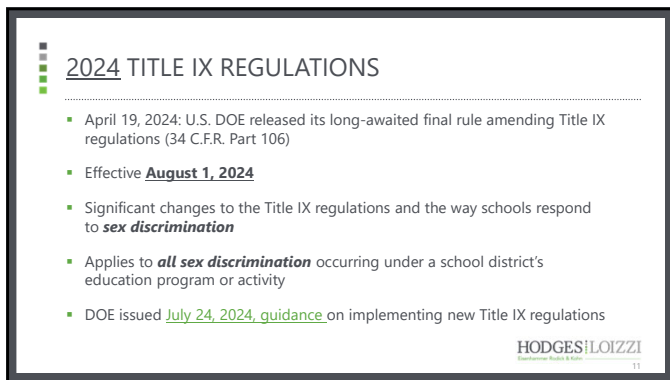 2024 TITLE IX REGULATIONS
April 19, 2024: U.S. DOE released its long-awaited final rule amending Title IX
regulations (34 C.F.R. Part 106)
Effective August 1, 2024
Significant changes to the Title IX regulations and the way schools respond
to sex discrimination
Applies to all sex discrimination occurring under a school district's
education program or activity
DOE issued July 24, 2024, guidance on implementing new Title IX regulations
HODGES LOIZZI
Eisenhammer Rodick & Kohn
11